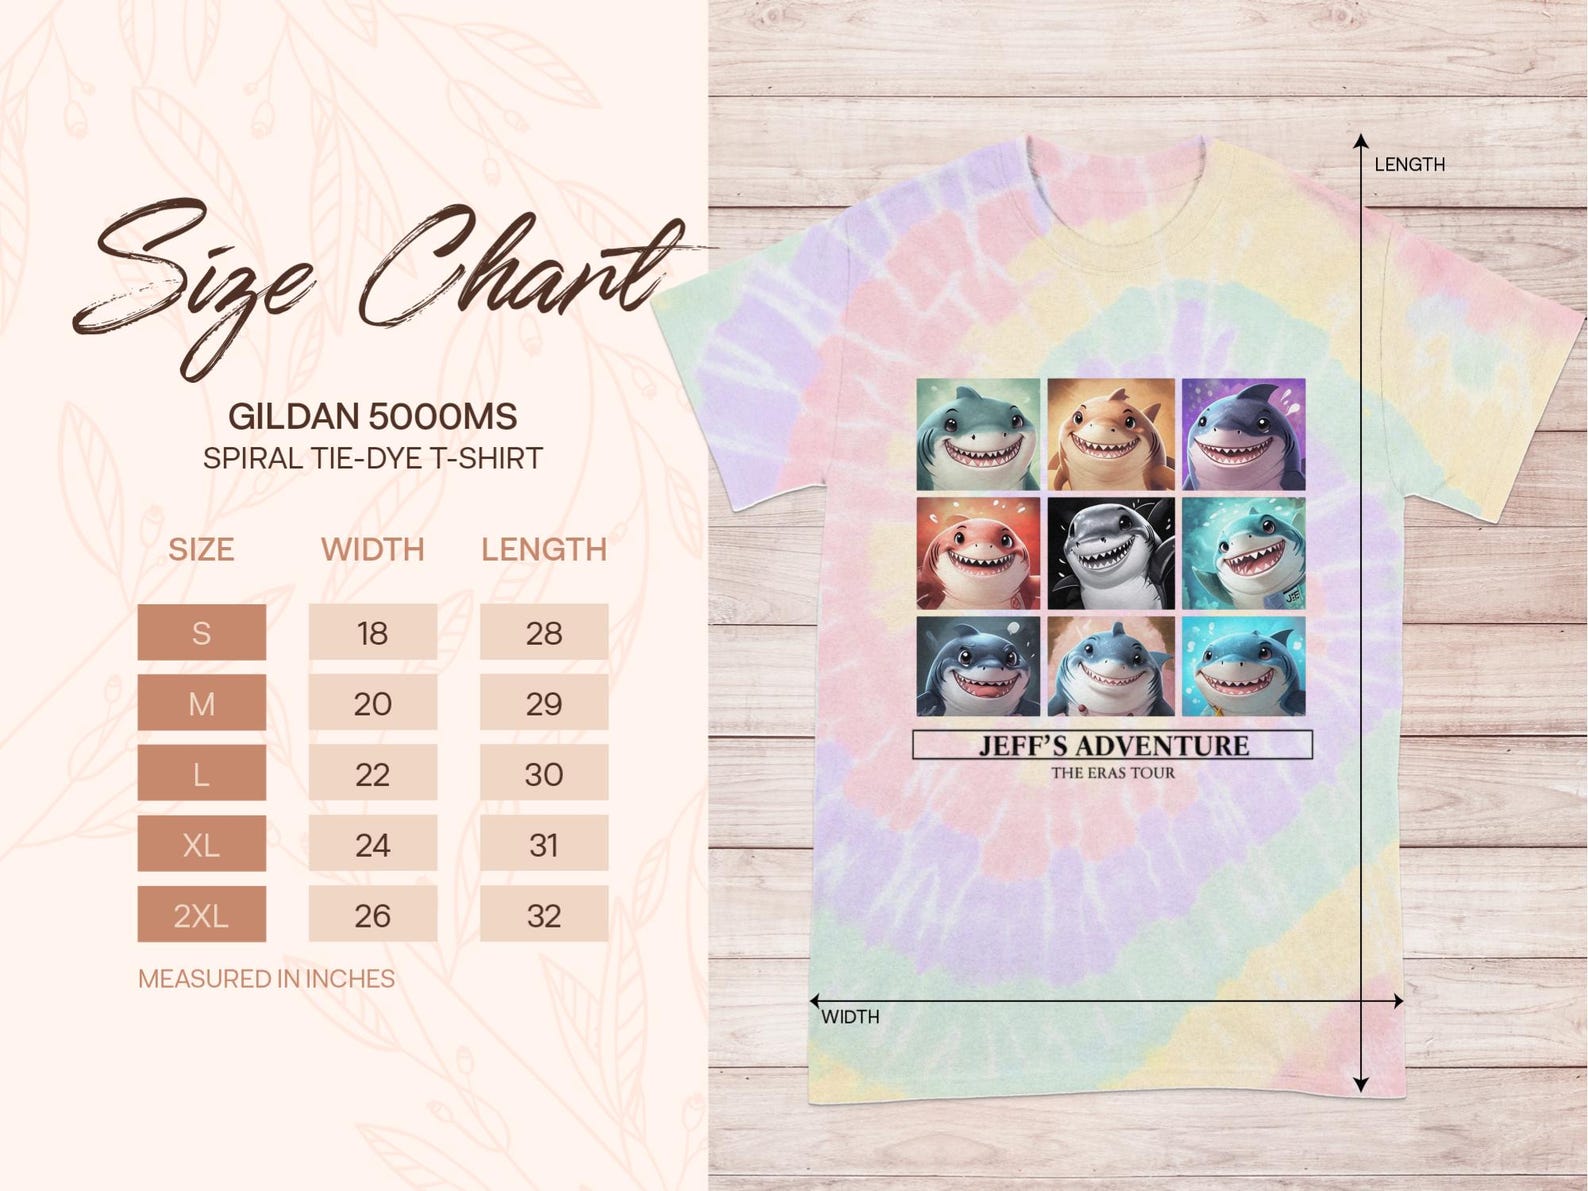 Size Chart
GILDAN 5000MS
SPIRAL TIE-DYE T-SHIRT
SIZE WIDTH LENGTH
S 18 28
M 20 29
L 22 30
XL 24 31
2XL 26 32
MEASURED IN INCHES
LENGTH
JEFF'S ADVENTURE
THE ERAS TOUR
WIDTH